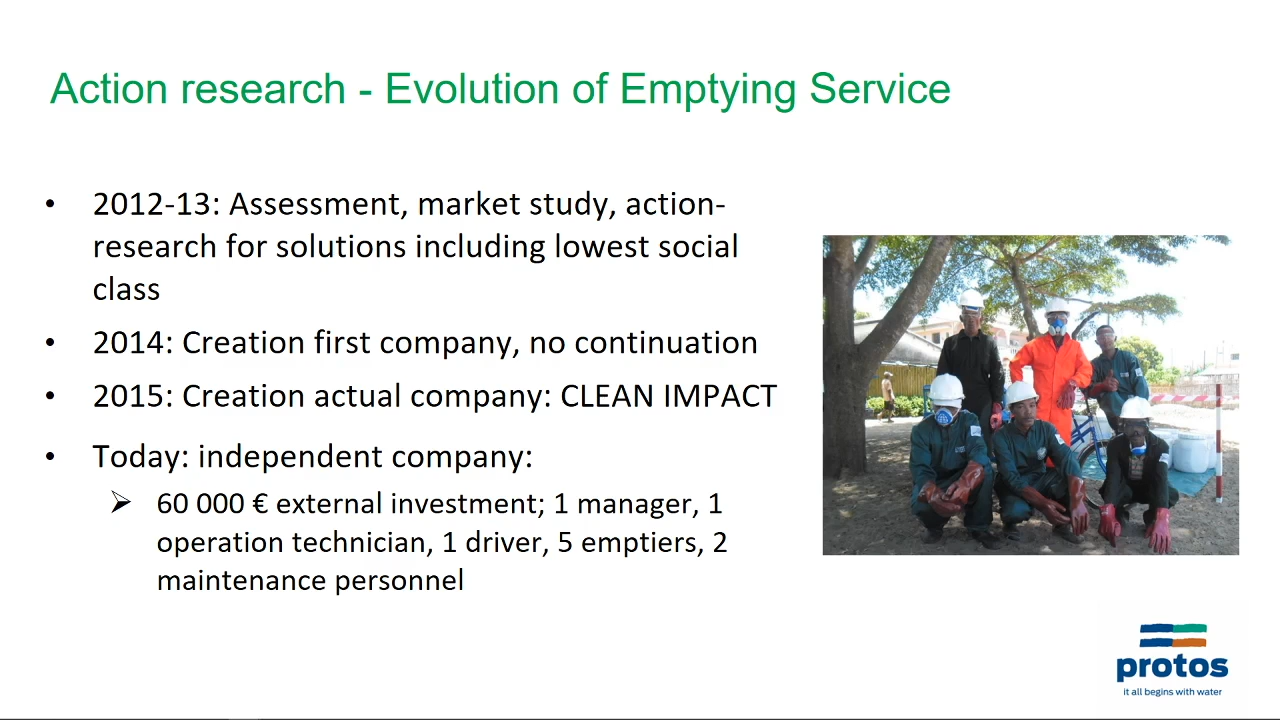 Action research - Evolution of Emptying Service
• 2012-13: Assessment, market study, action-
research for solutions including lowest social
class
• 2014: Creation first company, no continuation
• 2015: Creation actual company: CLEAN IMPACT
• Today: independent company:
➢ 60 000 € external investment; 1 manager, 1
operation technician, 1 driver, 5 emptiers, 2
maintenance personnel
protos
it all begins with water